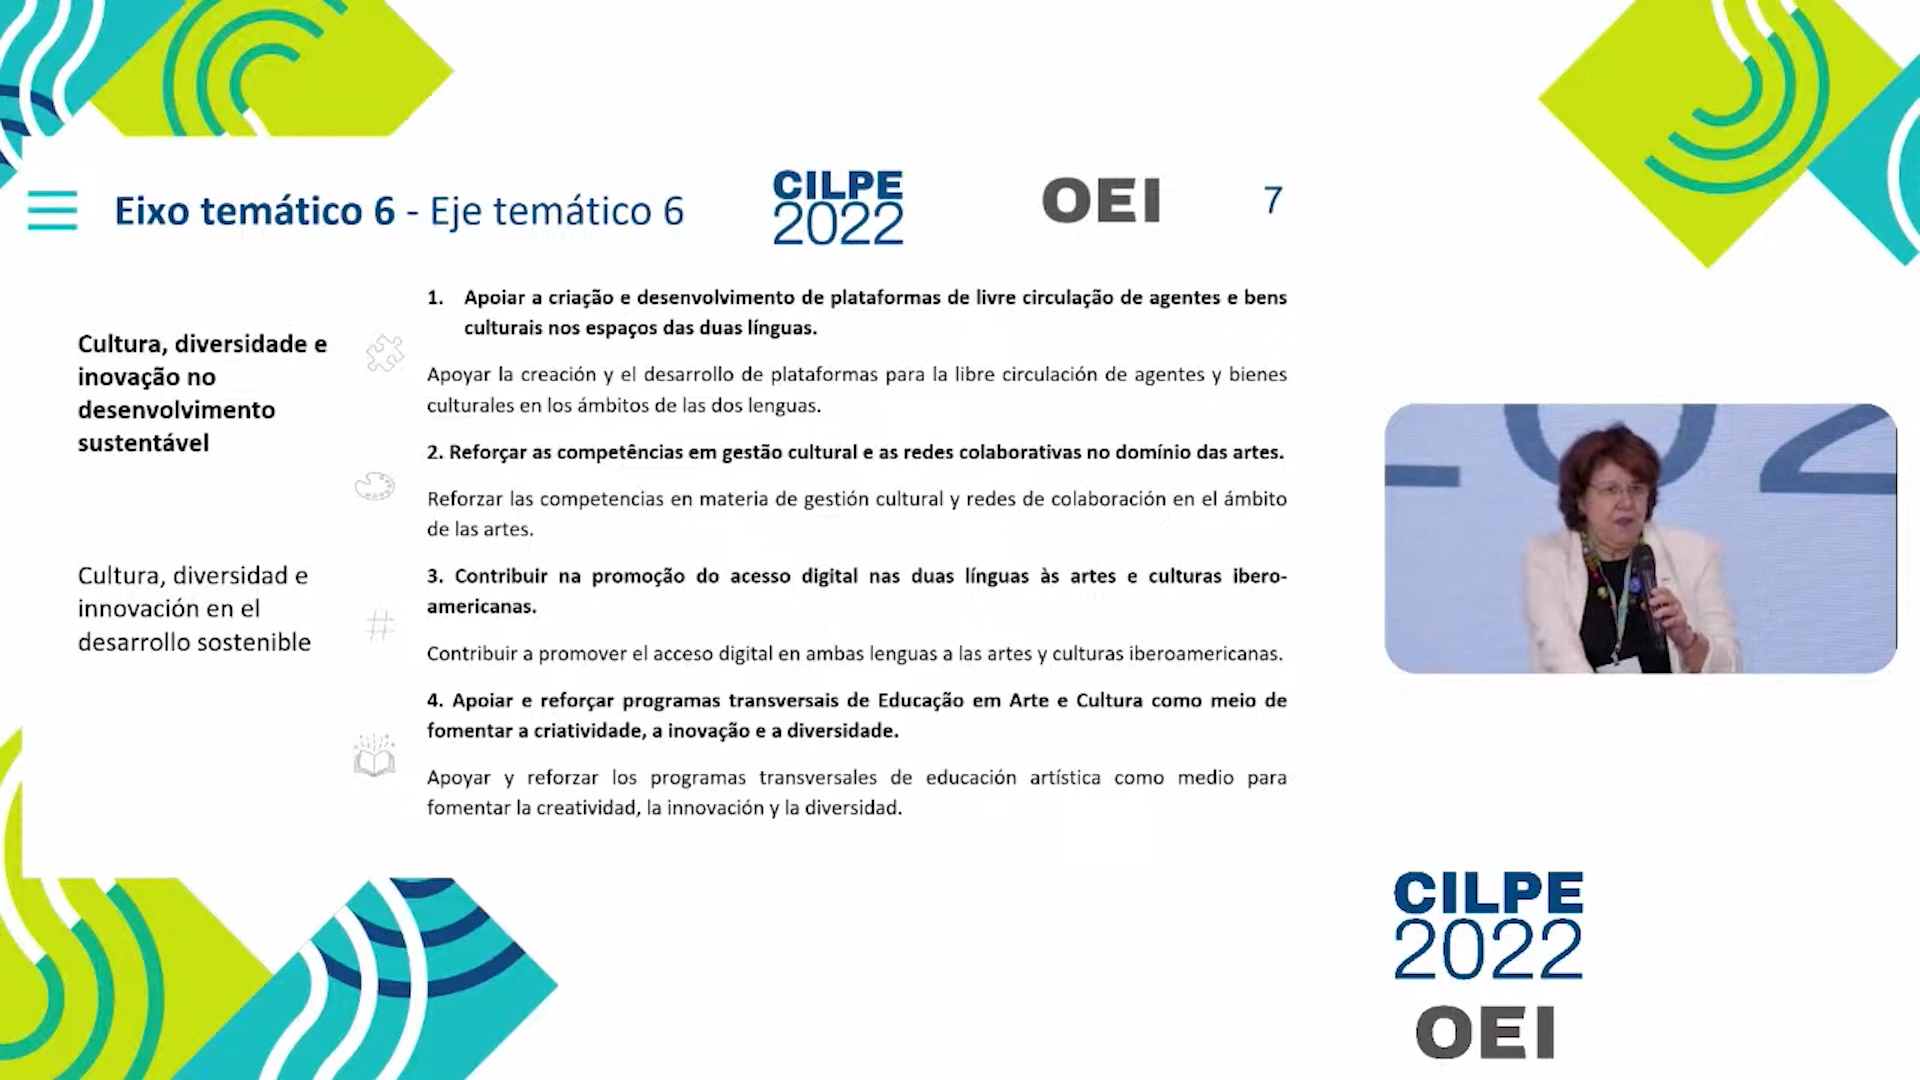 Eixo temático 6 - Eje temático 6
CILPE
2022
OEI
7
Cultura, diversidade e
inovação no
desenvolvimento
sustentável
Cultura, diversidad e
innovación en el
desarrollo sostenible
1. Apoiar a criação e desenvolvimento de plataformas de livre circulação de agentes e bens
culturais nos espaços das duas línguas.
Apoyar la creación y el desarrollo de plataformas para la libre circulación de agentes y bienes
culturales en los ámbitos de las dos lenguas.
2. Reforçar as competências em gestão cultural e as redes colaborativas no domínio das artes.
Reforzar las competencias en materia de gestión cultural y redes de colaboración en el ámbito
de las artes.
3. Contribuir na promoção do acesso digital nas duas línguas às artes e culturas ibero-
americanas.
Contribuir a promover el acceso digital en ambas lenguas a las artes y culturas iberoamericanas.
4. Apoiar e reforçar programas transversais de Educação em Arte e Cultura como meio de
fomentar a criatividade, a inovação e a diversidade.
Apoyar y reforzar los programas transversales de educación artística como medio para
fomentar la creatividad, la innovación y la diversidad.
202
CILPE
2022
OEI